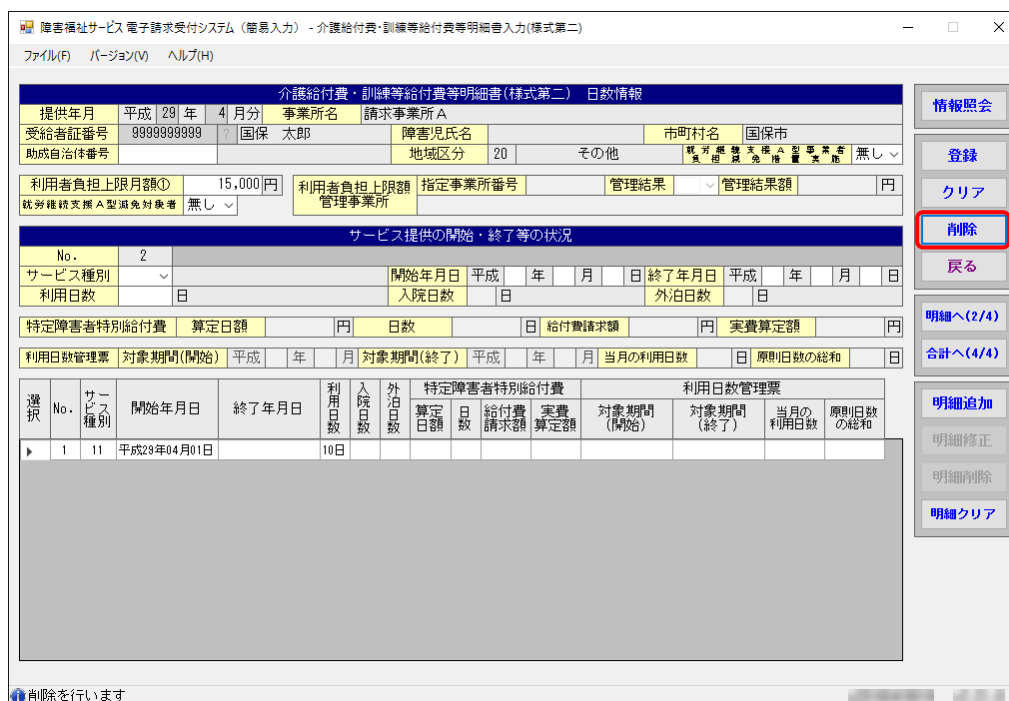 障害福祉サービス 電子請求受付システム（簡易入力） - 介護給付費・訓練等給付費等明細書入力(様式第二)
ファイル(F) バージョン(V) ヘルプ(H)
介護給付費・訓練等給付費等明細書(様式第二) 日数情報
提供年月 平成 29 年 4 月分 事業所名 請求事業所Ａ
受給者証番号 9999999999 ? 国保 太郎 障害児氏名 市町村名 国保市
助成自治体番号 地域区分 20 その他 就労継続支援Ａ型事業者負担減免措置実施 無し
利用者負担上限月額① 15,000 円 利用者負担上限額管理事業所 指定事業所番号 管理結果 管理結果額 円
就労継続支援Ａ型減免対象者 無し
サービス提供の開始・終了等の状況
No. 2
サービス種別 開始年月日 平成 年 月 日 終了年月日 平成 年 月 日
利用日数 日 入院日数 日 外泊日数 日
特定障害者特別給付費 算定日額 円 日数 日 給付費請求額 円 実費算定額 円
利用日数管理票 対象期間(開始) 平成 年 月 対象期間(終了) 平成 年 月 当月の利用日数 日 原則日数の総和 日
選択 No. サービス種別 開始年月日 終了年月日 利用日数 入院日数 外泊日数 特定障害者特別給付費 利用日数管理票
算定日額 日数 給付費請求額 実費算定額 対象期間(開始) 対象期間(終了) 当月の利用日数 原則日数の総和
1 11 平成29年04月01日 10日
情報照会
登録
クリア
削除
戻る
明細へ(2/4)
合計へ(4/4)
明細追加
明細修正
明細削除
明細クリア
削除を行います